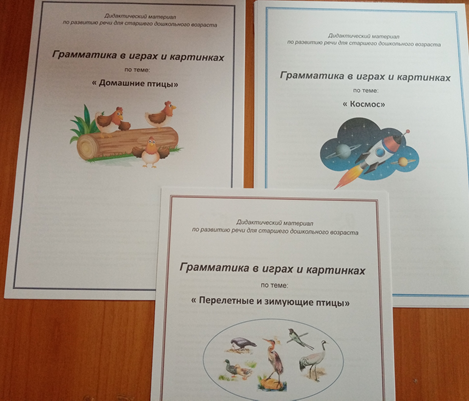 Дидактический материал
по развитию речи для старшего дошкольного возраста
Грамматика в играх и картинках
по теме:
« Домашние птицы»
Дидактический материал
по развитию речи для старшего дошкольного возраста
Грамматика в играх и картинках
по теме:
« Космос»
Дидактический материал
по развитию речи для старшего дошкольного возраста
Грамматика в играх и картинках
по теме:
« Перелетные и зимующие птицы»